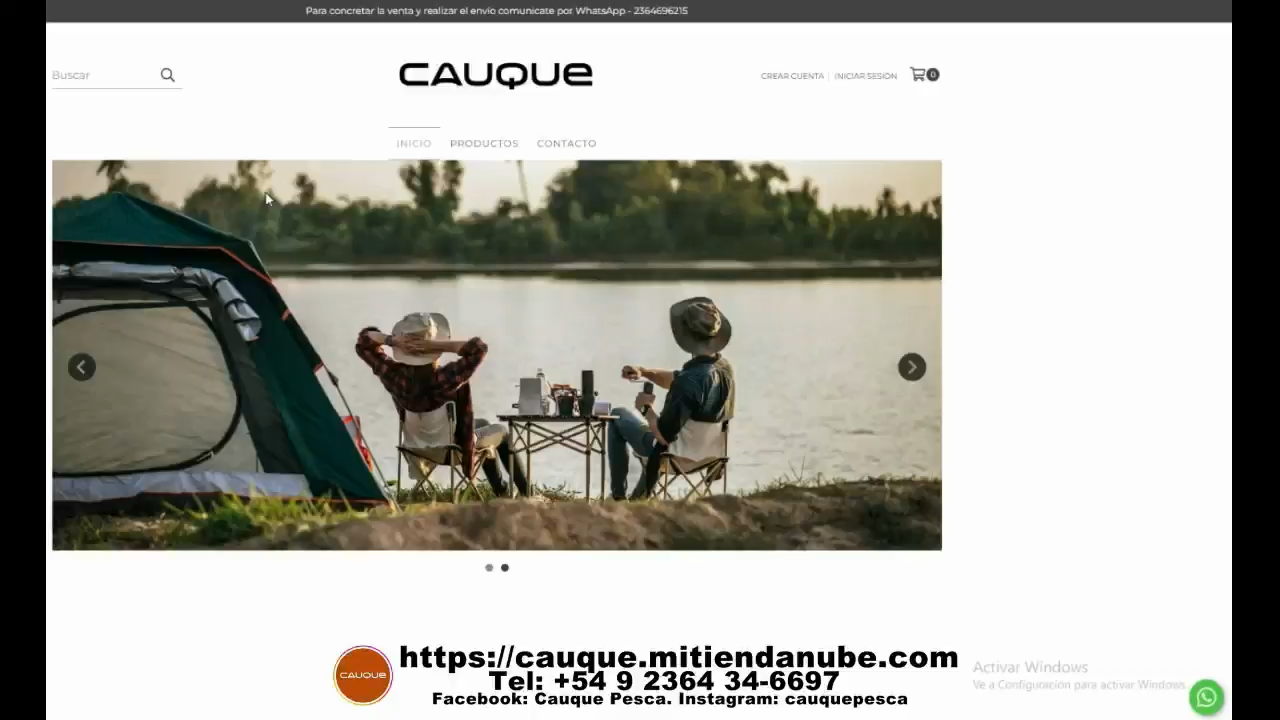 Para concretar la venta y realizar el envío comunicate por WhatsApp - 2364696215
Buscar
CAUQUE
CREAR CUENTA | INICIAR SESIÓN
0
INICIO PRODUCTOS CONTACTO
CAUQUE
https://cauque.mitiendanube.com
Tel: +54 9 2364 34-6697
Facebook: Cauque Pesca. Instagram: cauquepesca
Activar Windows
Ve a Configuración para activar Windows.